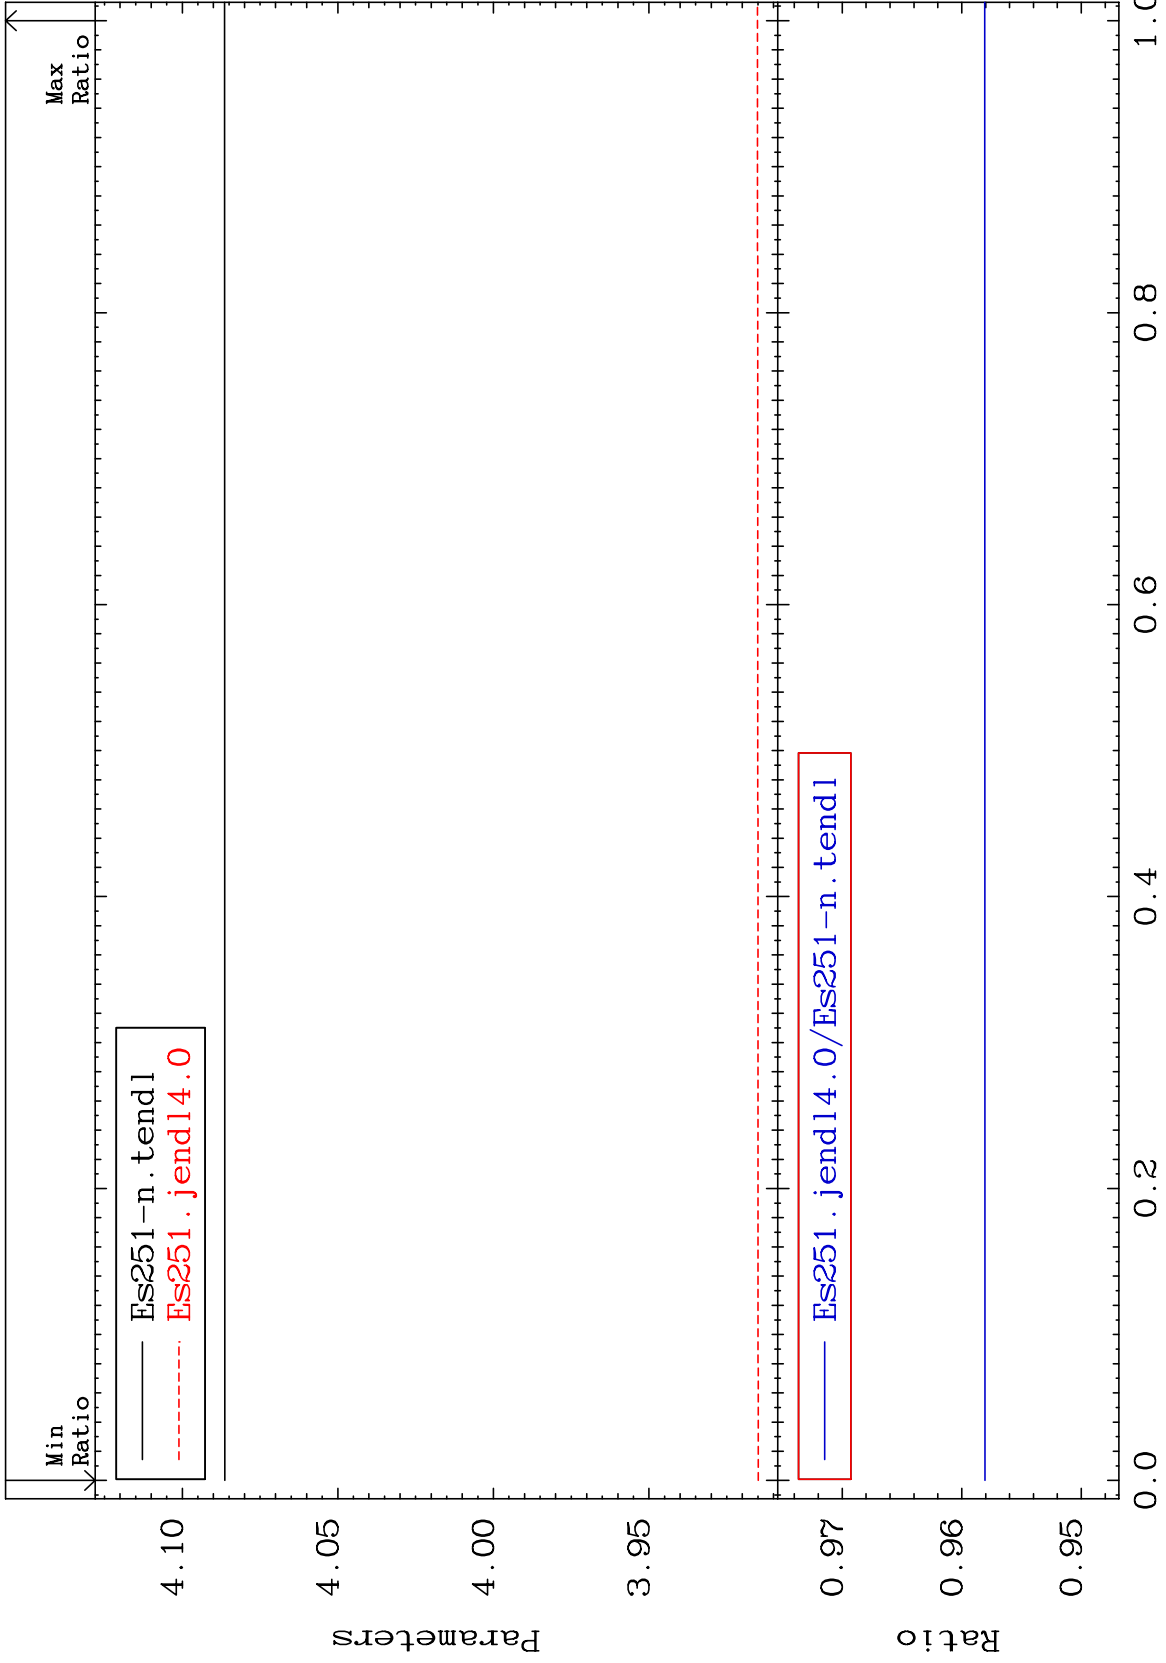 Min
Ratio
Max
Ratio
Es251-n.tendl
Es251.jendl4.0
4.10
4.05
4.00
3.95
Parameters
Es251.jendl4.0/Es251-n.tendl
0.97
0.96
0.95
Ratio
0.0 0.2 0.4 0.6 0.8 1.0